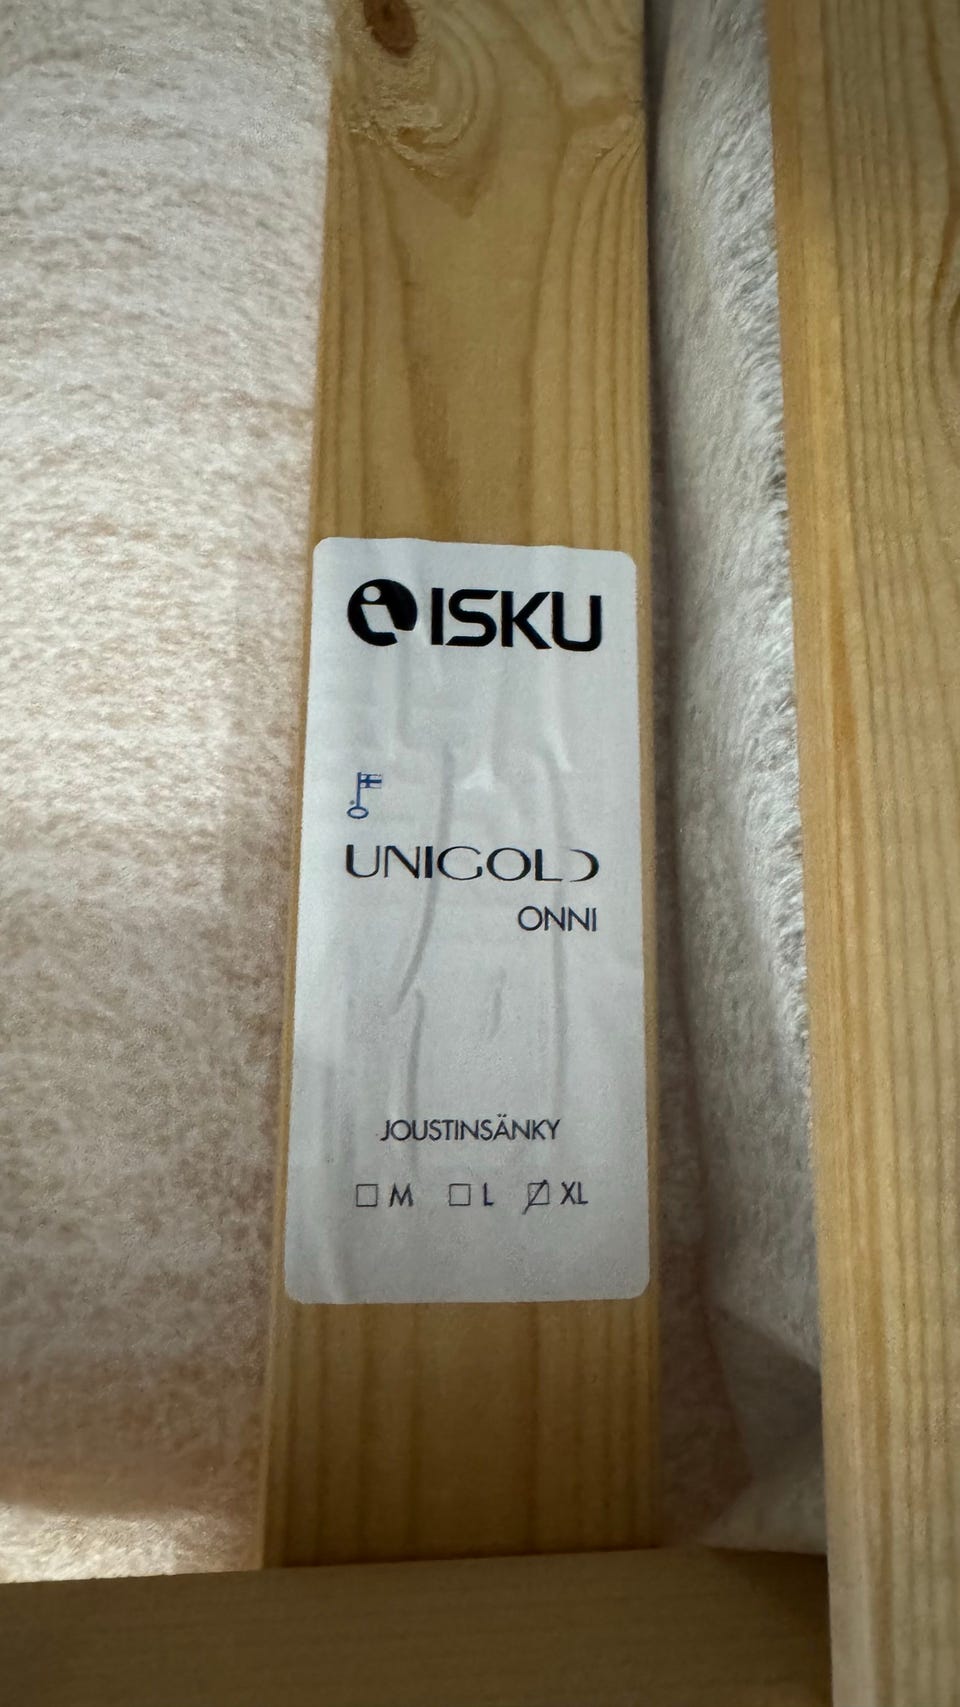 ISKU
UNIGOLD
ONNI
JOUSTINSÄNKY
M L XL